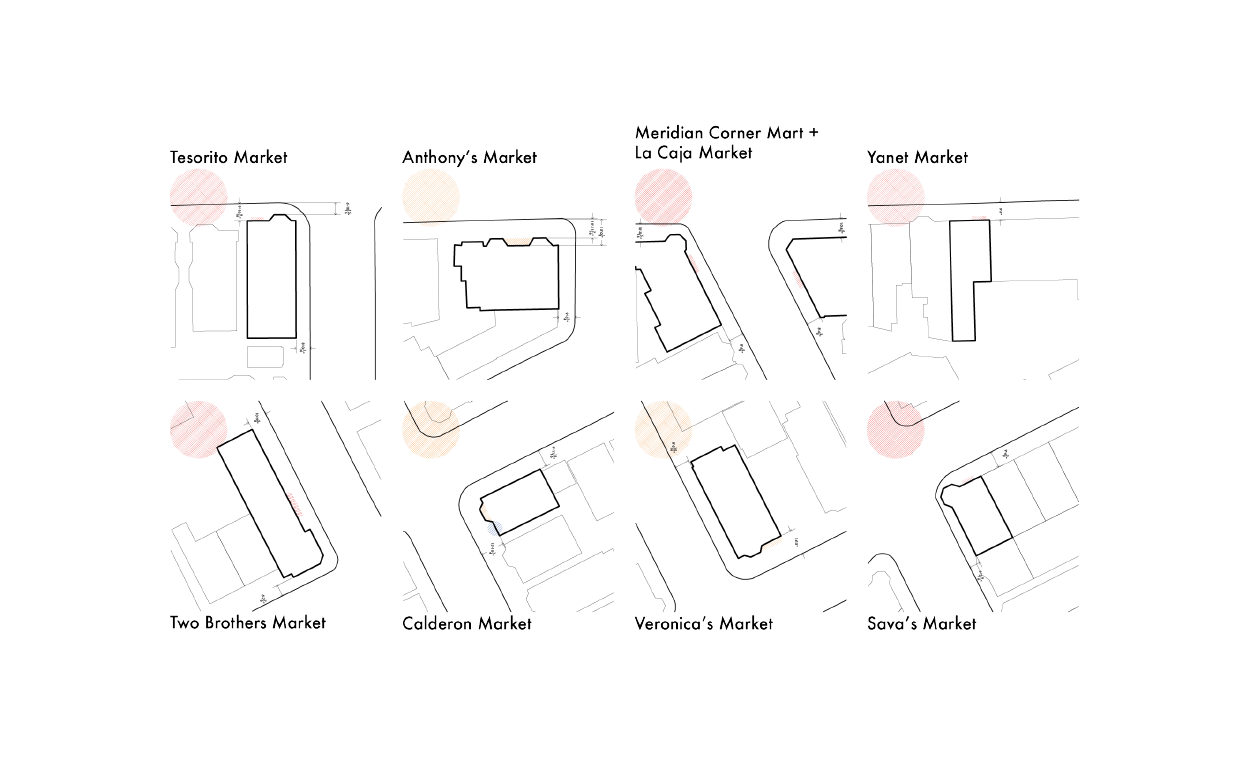 Meridian Corner Mart +
Tesorito Market
Anthony's Market
La Caja Market
Yanet Market
Two Brothers Market
Calderon Market
Veronica's Market
Sava's Market